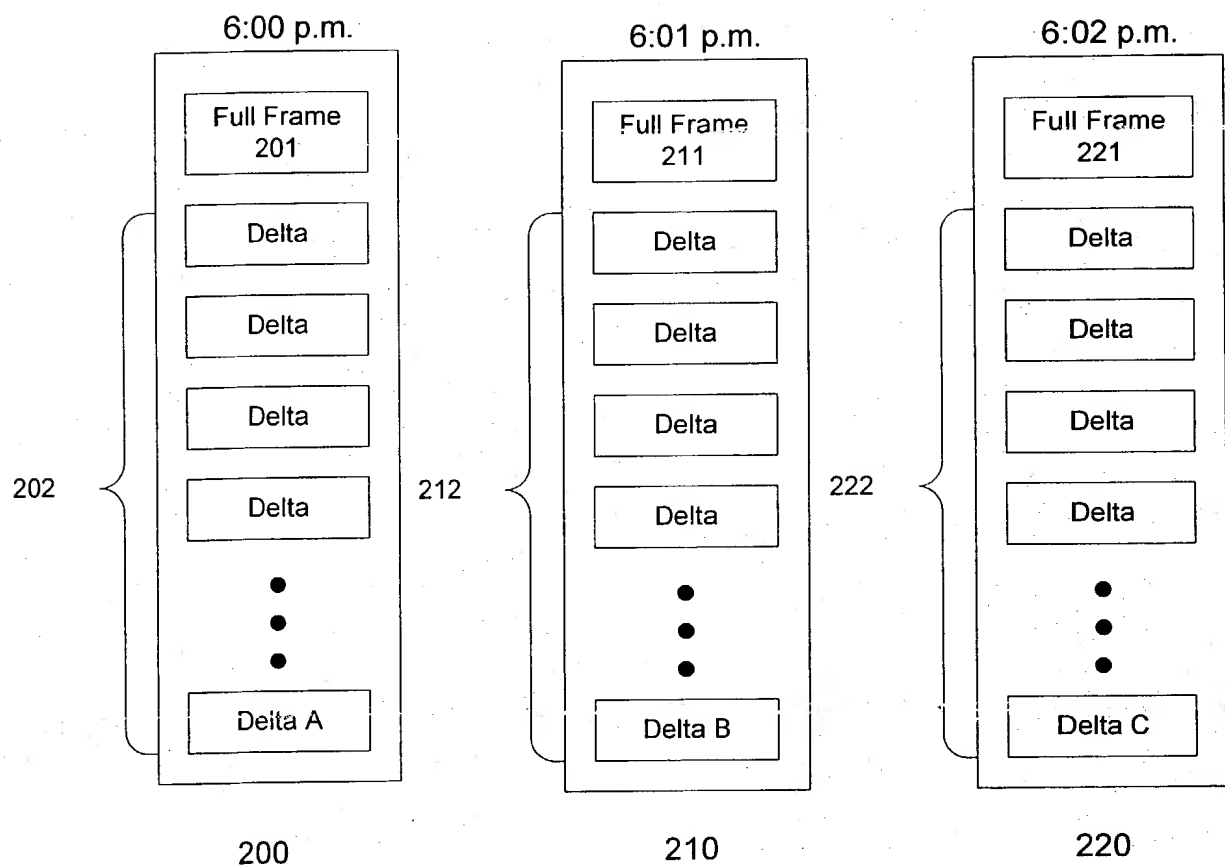 6:00 p.m.
6:01 p.m.
6:02 p.m.
Full Frame
201
Full Frame
211
Full Frame
221
Delta
Delta
Delta
Delta
Delta
Delta
Delta
Delta
Delta
202
212
222
Delta
Delta
Delta
Delta A
Delta B
Delta C
200
210
220